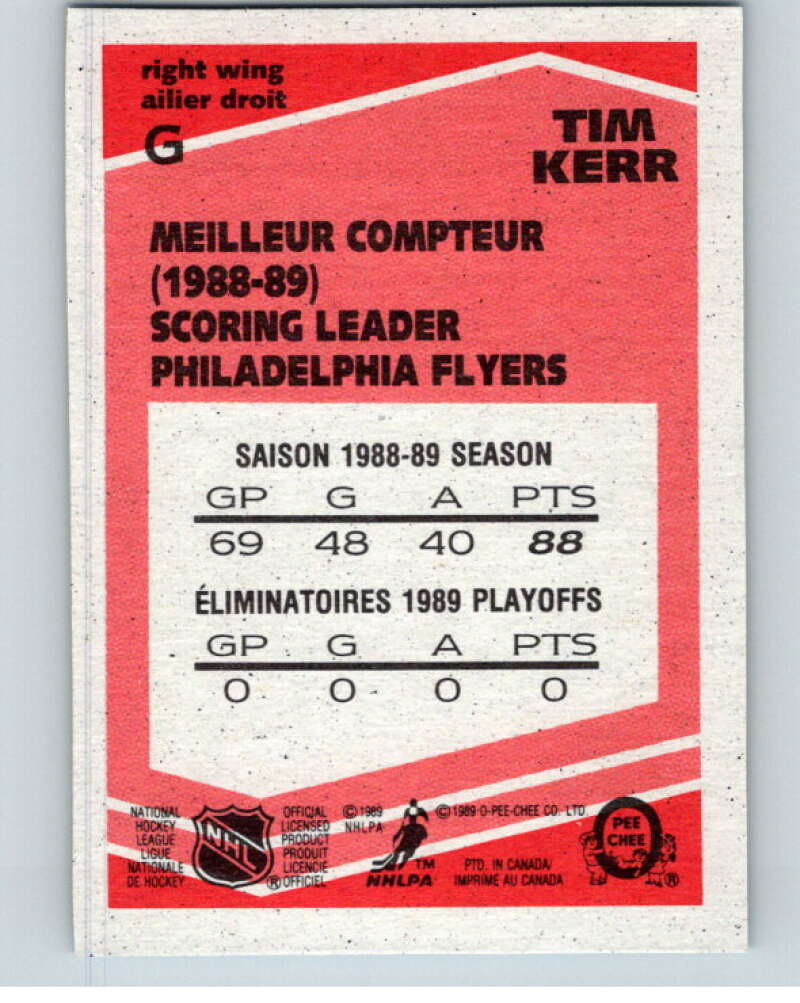 right wing
ailier droit
G
TIM
KERR
MEILLEUR COMPTEUR
(1988-89)
SCORING LEADER
PHILADELPHIA FLYERS
SAISON 1988-89 SEASON
GP G A PTS
69 48 40 88
ÉLIMINATOIRES 1989 PLAYOFFS
GP G A PTS
0 0 0 0
NATIONAL
HOCKEY
LEAGUE
LIGUE
NATIONALE
DE HOCKEY
NHL
®
OFFICIAL
LICENSED
PRODUCT
PRODUIT
LICENCIÉ
OFFICIEL
© 1989
NHLPA
TM
NHLPA
© 1989 O-PEE-CHEE CO. LTD.
PTD. IN CANADA/
IMPRIMÉ AU CANADA
PEE
CHEE
®